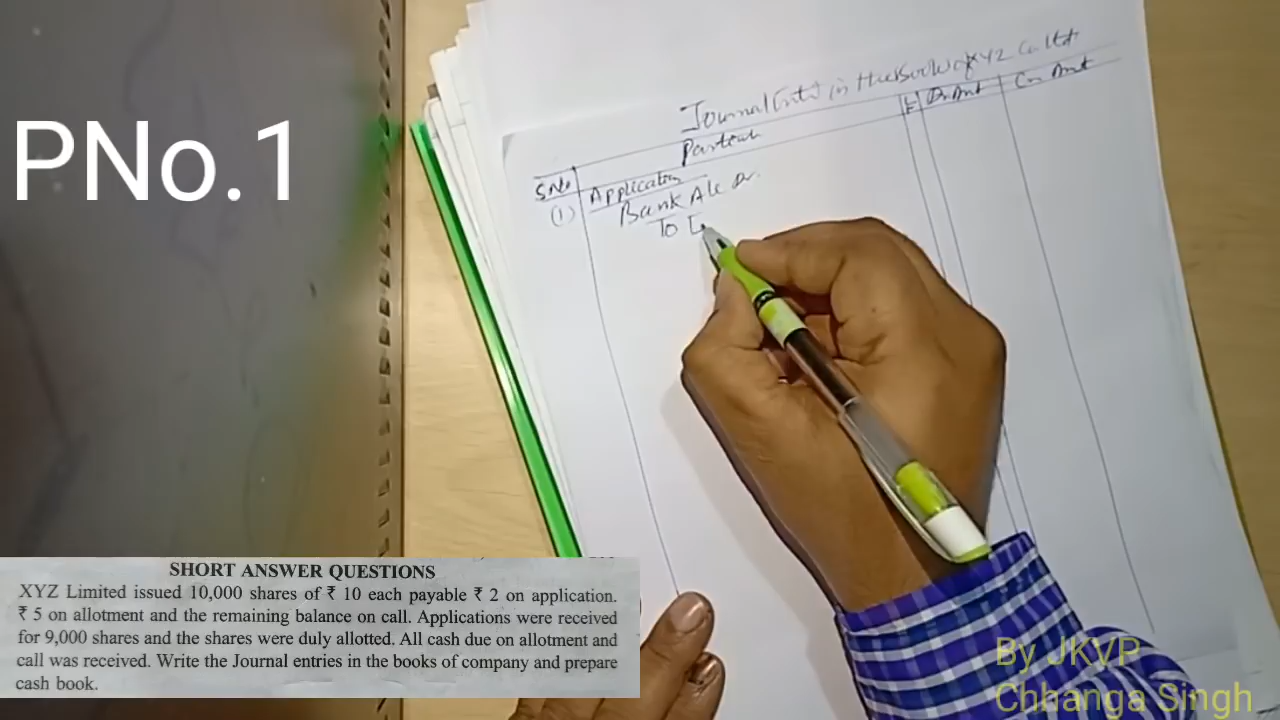 PNo.1
Journal Entry in the Book of XYZ Co. Ltd
S.No Dr. Amt Cr. Amt
(1) Application
Bank A/c Dr.
To
SHORT ANSWER QUESTIONS
XYZ Limited issued 10,000 shares of ₹ 10 each payable ₹ 2 on application.
₹ 5 on allotment and the remaining balance on call. Applications were received
for 9,000 shares and the shares were duly allotted. All cash due on allotment and
call was received. Write the Journal entries in the books of company and prepare
cash book.
By JKVP
Chhanga Singh